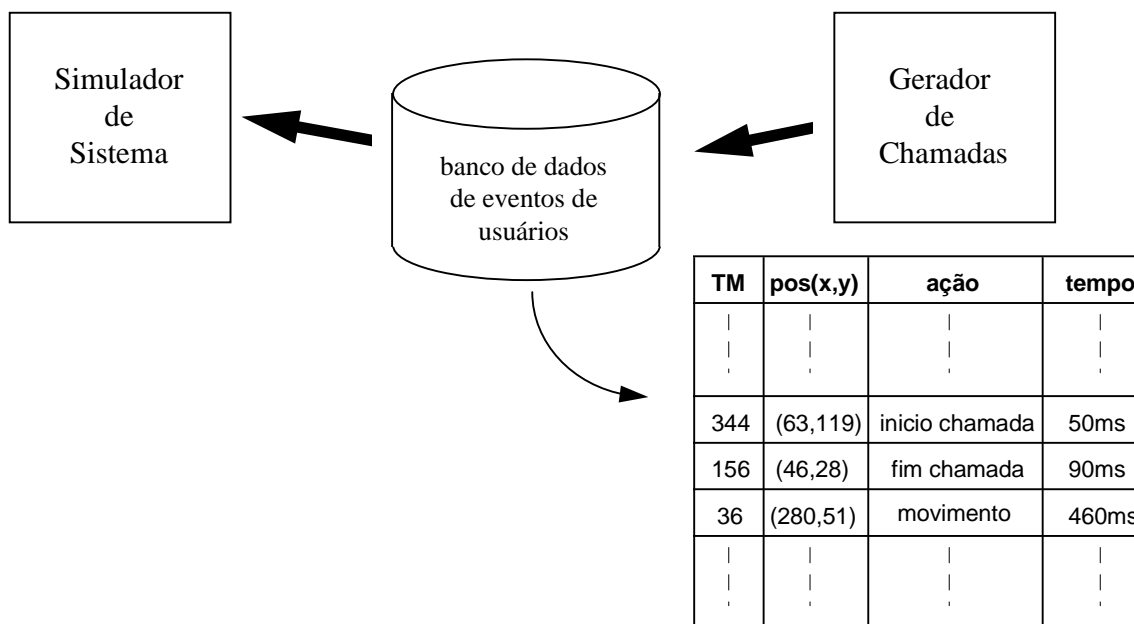 Simulador
de
Sistema
banco de dados
de eventos de
usuários
Gerador
de
Chamadas
TM pos(x,y) ação tempo
344 (63,119) inicio chamada 50ms
156 (46,28) fim chamada 90ms
36 (280,51) movimento 460ms